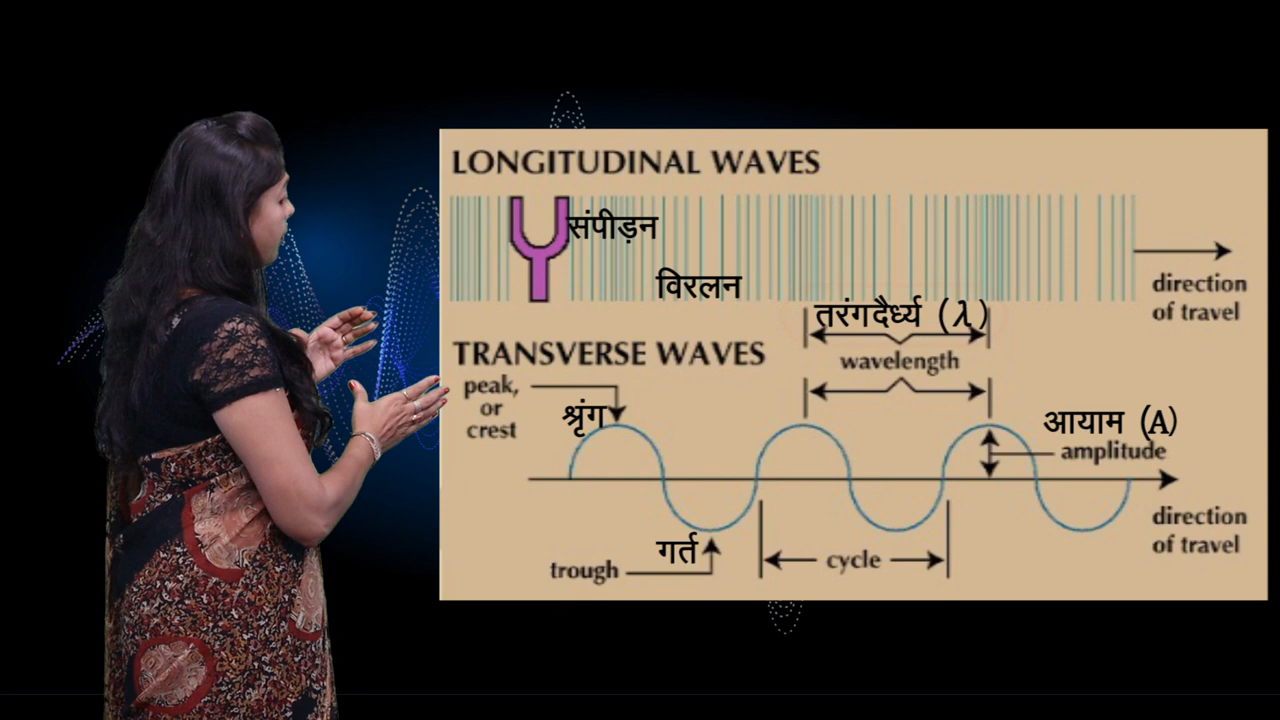 LONGITUDINAL WAVES
संपीड़न
विरलन
direction
of travel
तरंगदैर्ध्य (λ)
wavelength
TRANSVERSE WAVES
peak,
or
crest
श्रृंग
आयाम (A)
amplitude
direction
of travel
गर्त
trough
cycle